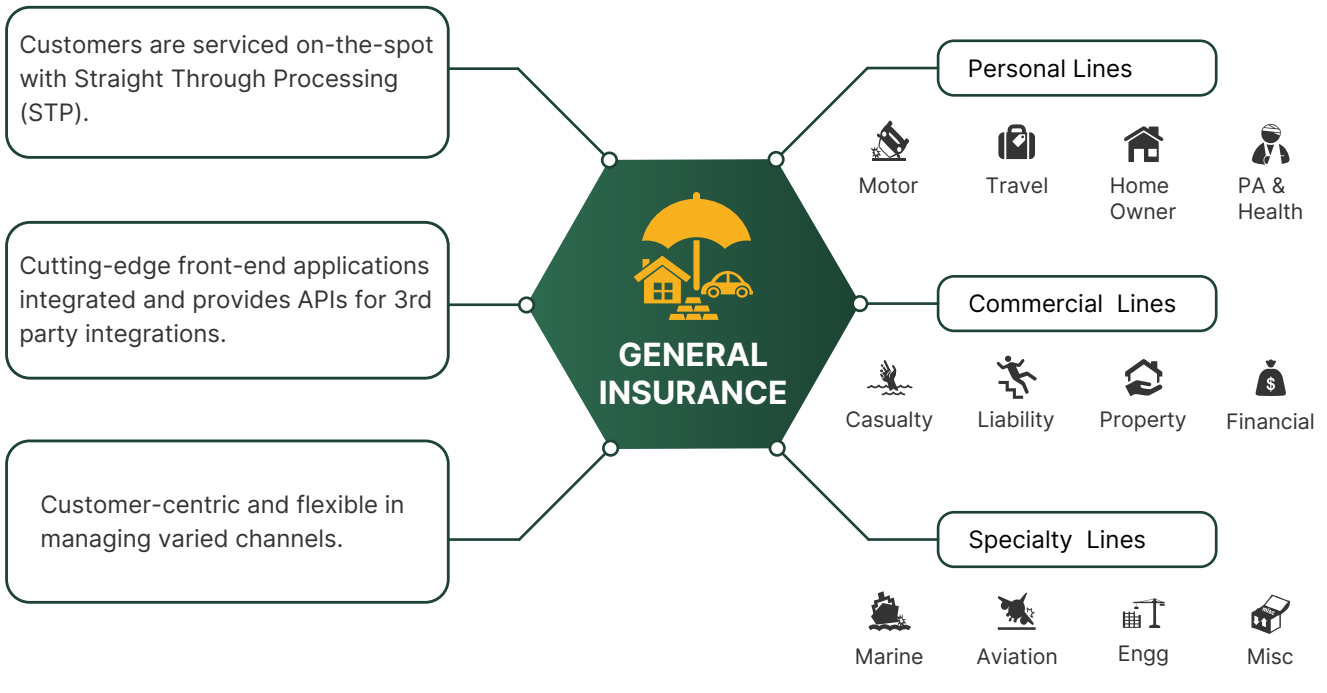 Customers are serviced on-the-spot
with Straight Through Processing
(STP).
Cutting-edge front-end applications
integrated and provides APIs for 3rd
party integrations.
Customer-centric and flexible in
managing varied channels.
GENERAL
INSURANCE
Personal Lines
Motor
Travel
Home
Owner
PA &
Health
Commercial Lines
$
Casualty
Liability
Property
Financial
Specialty Lines
misc
Marine
Aviation
Engg
Misc